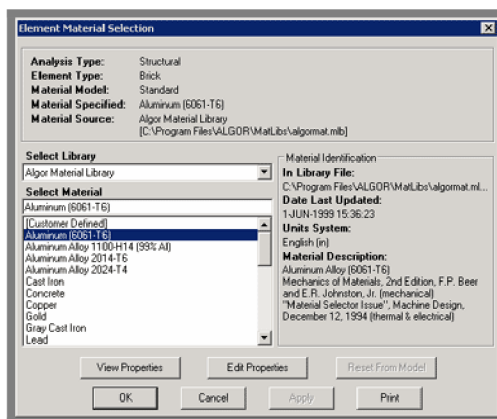 Element Material Selection
Analysis Type: Structural
Element Type: Brick
Material Model: Standard
Material Specified: Aluminum (6061-T6)
Material Source: Algor Material Library
[C:\Program Files\ALGOR\MatLibs\algormat.mlb]
Select Library
Algor Material Library
Select Material
Aluminum (6061-T6)
[Customer Defined]
Aluminum (6061-T6)
Aluminum Alloy 1100-H14 (99% Al)
Aluminum Alloy 2014-T6
Aluminum Alloy 2024-T4
Cast Iron
Concrete
Copper
Gold
Gray Cast Iron
Lead
Material Identification
In Library File:
C:\Program Files\ALGOR\MatLibs\algormat.ml...
Date Last Updated:
1-JUN-1999 15:36:23
Units System:
English (in)
Material Description:
Aluminum Alloy (6061-T6)
Mechanics of Materials, 2nd Edition, F.P. Beer
and E.R. Johnston, Jr. (mechanical)
"Material Selector Issue", Machine Design,
December 12, 1994 (thermal & electrical)
View Properties Edit Properties Reset From Model
OK Cancel Apply Print